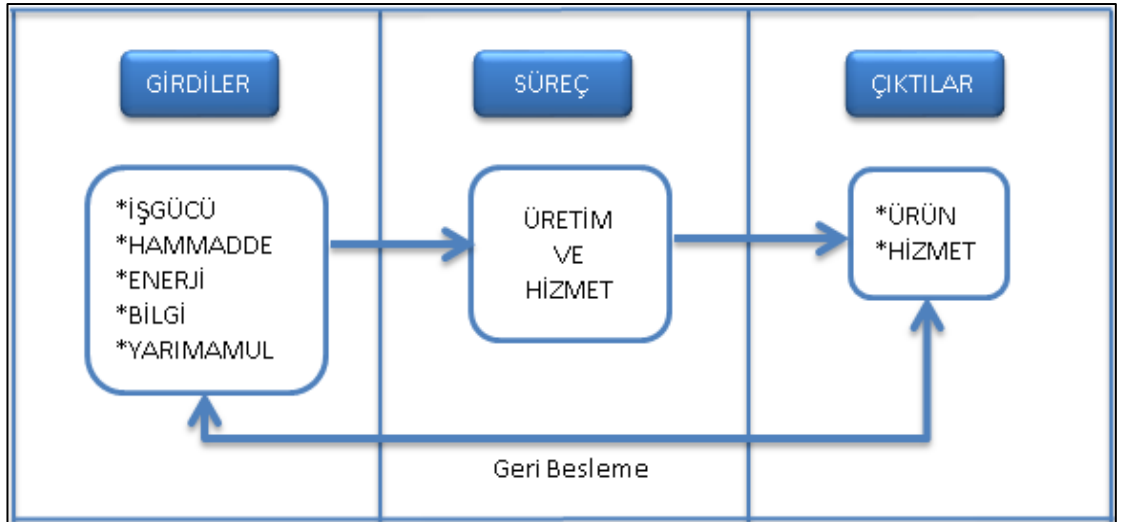 GİRDİLER
SÜREÇ
ÇIKTILAR
*İŞGÜCÜ
*HAMMADDE
*ENERJİ
*BİLGİ
*YARIMAMUL
ÜRETİM
VE
HİZMET
*ÜRÜN
*HİZMET
Geri Besleme